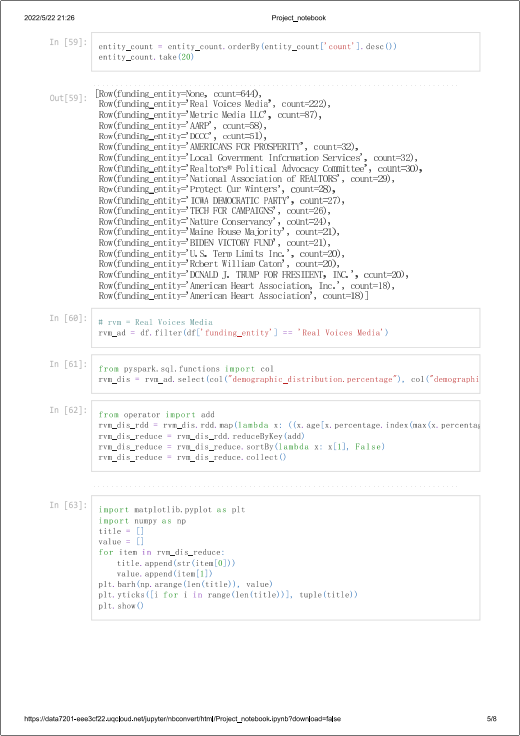 2022/5/22 21:26 Project_notebook
In [59]: entity_count = entity_count.orderBy(entity_count['count'].desc())
entity_count.take(20)
Out[59]: [Row(funding_entity=None, count=644),
Row(funding_entity='Real Voices Media', count=222),
Row(funding_entity='Metric Media LLC', count=87),
Row(funding_entity='AARP', count=58),
Row(funding_entity='DCCC', count=51),
Row(funding_entity='AMERICANS FOR PROSPERITY', count=32),
Row(funding_entity='Local Government Information Services', count=32),
Row(funding_entity='Realtors® Political Advocacy Committee', count=30),
Row(funding_entity='National Association of REALTORS', count=29),
Row(funding_entity='Protect Our Winters', count=28),
Row(funding_entity='IOWA DEMOCRATIC PARTY', count=27),
Row(funding_entity='TECH FOR CAMPAIGNS', count=26),
Row(funding_entity='Nature Conservancy', count=24),
Row(funding_entity='Maine House Majority', count=21),
Row(funding_entity='BIDEN VICTORY FUND', count=21),
Row(funding_entity='U.S. Term Limits Inc.', count=20),
Row(funding_entity='Robert William Caton', count=20),
Row(funding_entity='DONALD J. TRUMP FOR PRESIDENT, INC.', count=20),
Row(funding_entity='American Heart Association, Inc.', count=18),
Row(funding_entity='American Heart Association', count=18)]
In [60]: # rvm = Real Voices Media
rvm_ad = df.filter(df['funding_entity'] == 'Real Voices Media')
In [61]: from pyspark.sql.functions import col
rvm_dis = rvm_ad.select(col("demographic_distribution.percentage"), col("demographi
In [62]: from operator import add
rvm_dis_rdd = rvm_dis.rdd.map(lambda x: ((x.age[x.percentage.index(max(x.percentag
rvm_dis_reduce = rvm_dis_rdd.reduceByKey(add)
rvm_dis_reduce = rvm_dis_reduce.sortBy(lambda x: x[1], False)
rvm_dis_reduce = rvm_dis_reduce.collect()
In [63]: import matplotlib.pyplot as plt
import numpy as np
title = []
value = []
for item in rvm_dis_reduce:
title.append(str(item[0]))
value.append(item[1])
plt.barh(np.arange(len(title)), value)
plt.yticks([i for i in range(len(title))], tuple(title))
plt.show()
https://data7201-eee3cf22.uqcloud.net/jupyter/nbconvert/html/Project_notebook.ipynb?download=false 5/8